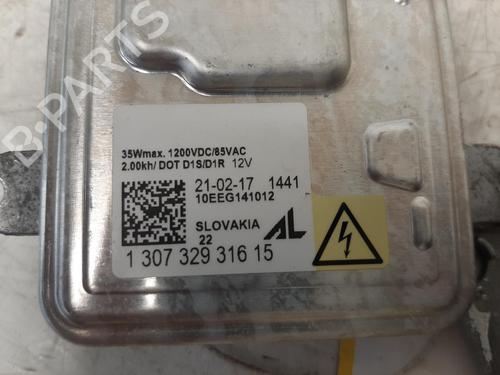 B-PARTS
35Wmax. 1200VDC/85VAC
2.00kh/ DOT D1S/D1R 12V
21-02-17 1441
10EEG141012
SLOVAKIA
22
AL
1 307 329 316 15